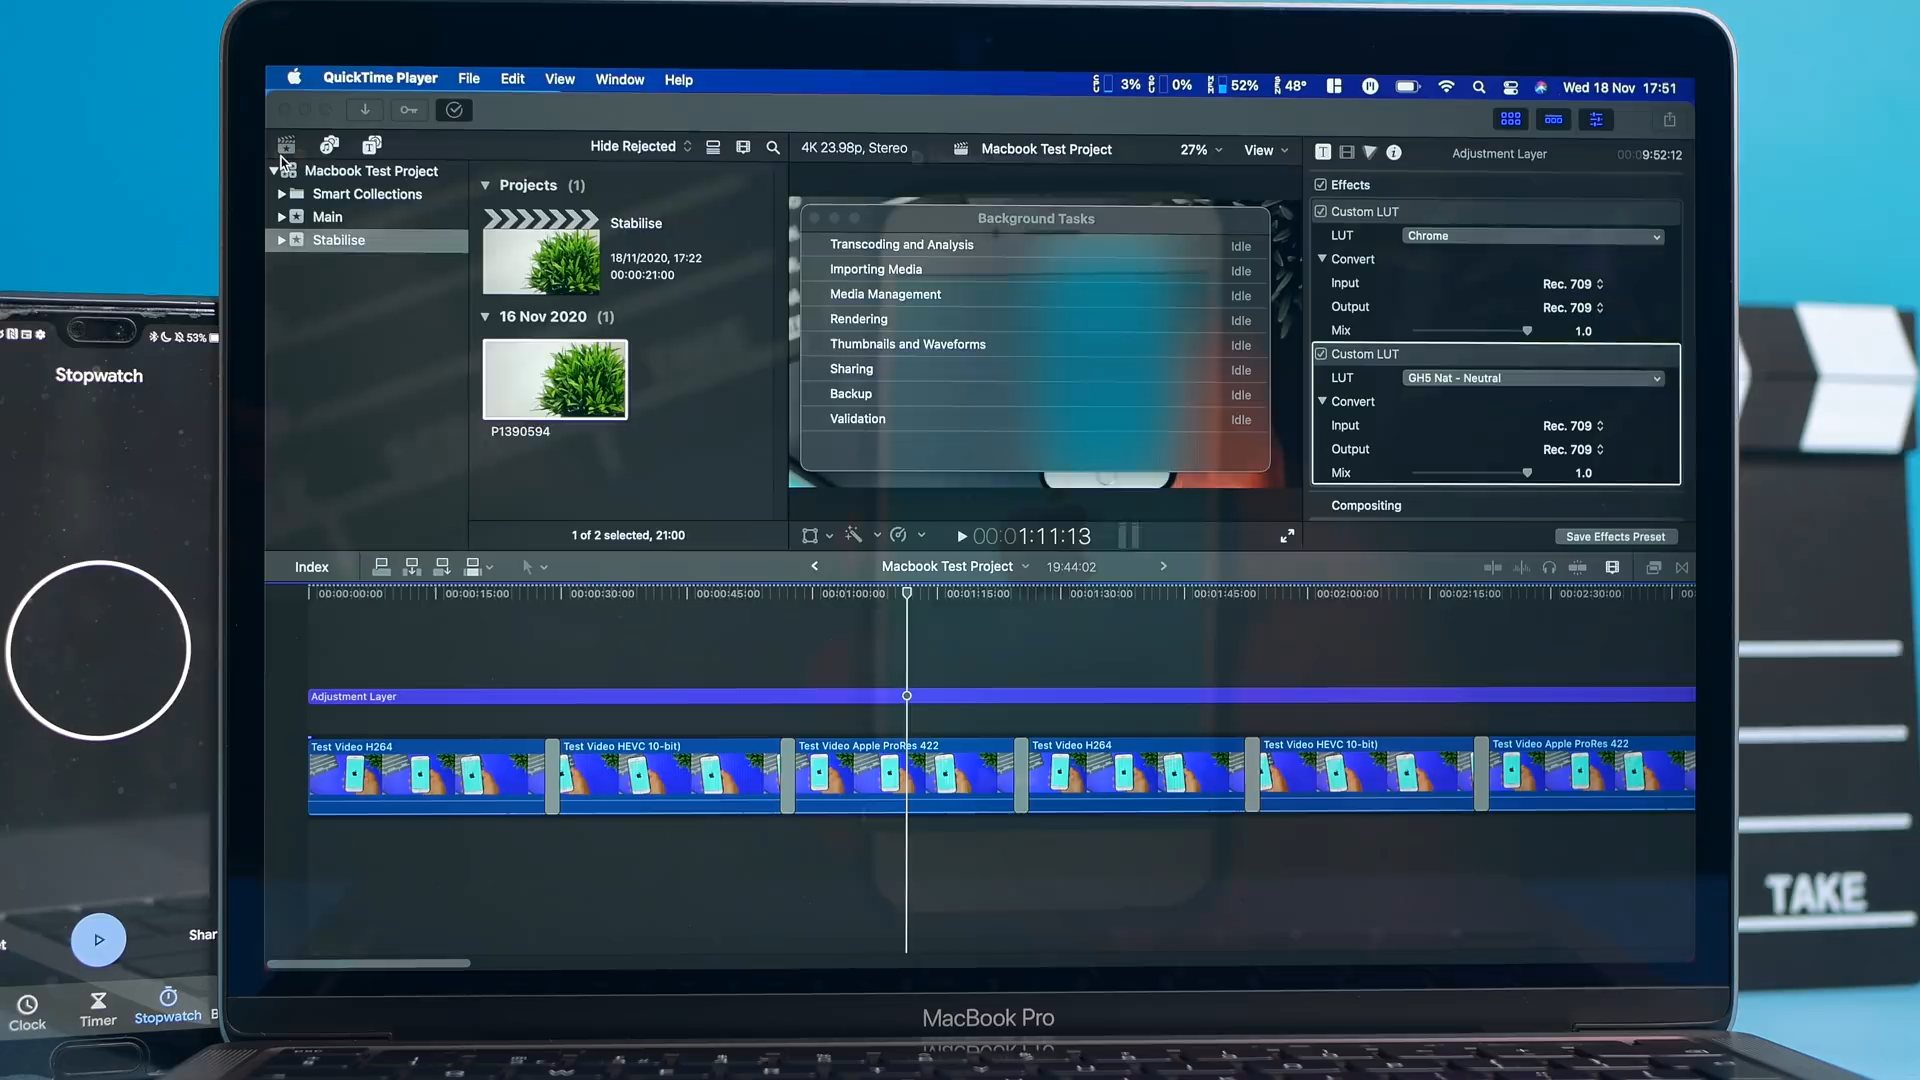 QuickTime Player File Edit View Window Help 3% 0% 52% 48° Wed 18 Nov 17:51
Hide Rejected 4K 23.98p, Stereo Macbook Test Project 27% View Adjustment Layer 9:52:12
Macbook Test Project
Smart Collections
Main
Stabilise
Projects (1)
Stabilise
18/11/2020, 17:22
00:00:21:00
16 Nov 2020 (1)
P1390594
1 of 2 selected, 21:00
Background Tasks
Transcoding and Analysis Idle
Importing Media Idle
Media Management Idle
Rendering Idle
Thumbnails and Waveforms Idle
Sharing Idle
Backup Idle
Validation Idle
00:01:11:13
Effects
Custom LUT
LUT Chrome
Convert
Input Rec. 709
Output Rec. 709
Mix 1.0
Custom LUT
LUT GH5 Nat - Neutral
Convert
Input Rec. 709
Output Rec. 709
Mix 1.0
Compositing
Save Effects Preset
Index Macbook Test Project 19:44:02
00:00:00:00 00:00:15:00 00:00:30:00 00:00:45:00 00:01:00:00 00:01:15:00 00:01:30:00 00:01:45:00 00:02:00:00 00:02:15:00 00:02:30:00
Adjustment Layer
Test Video H264 Test Video HEVC 10-bit) Test Video Apple ProRes 422 Test Video H264 Test Video HEVC 10-bit) Test Video Apple ProRes 422
MacBook Pro
53%
Stopwatch
Shar
Clock Timer Stopwatch B
TAKE